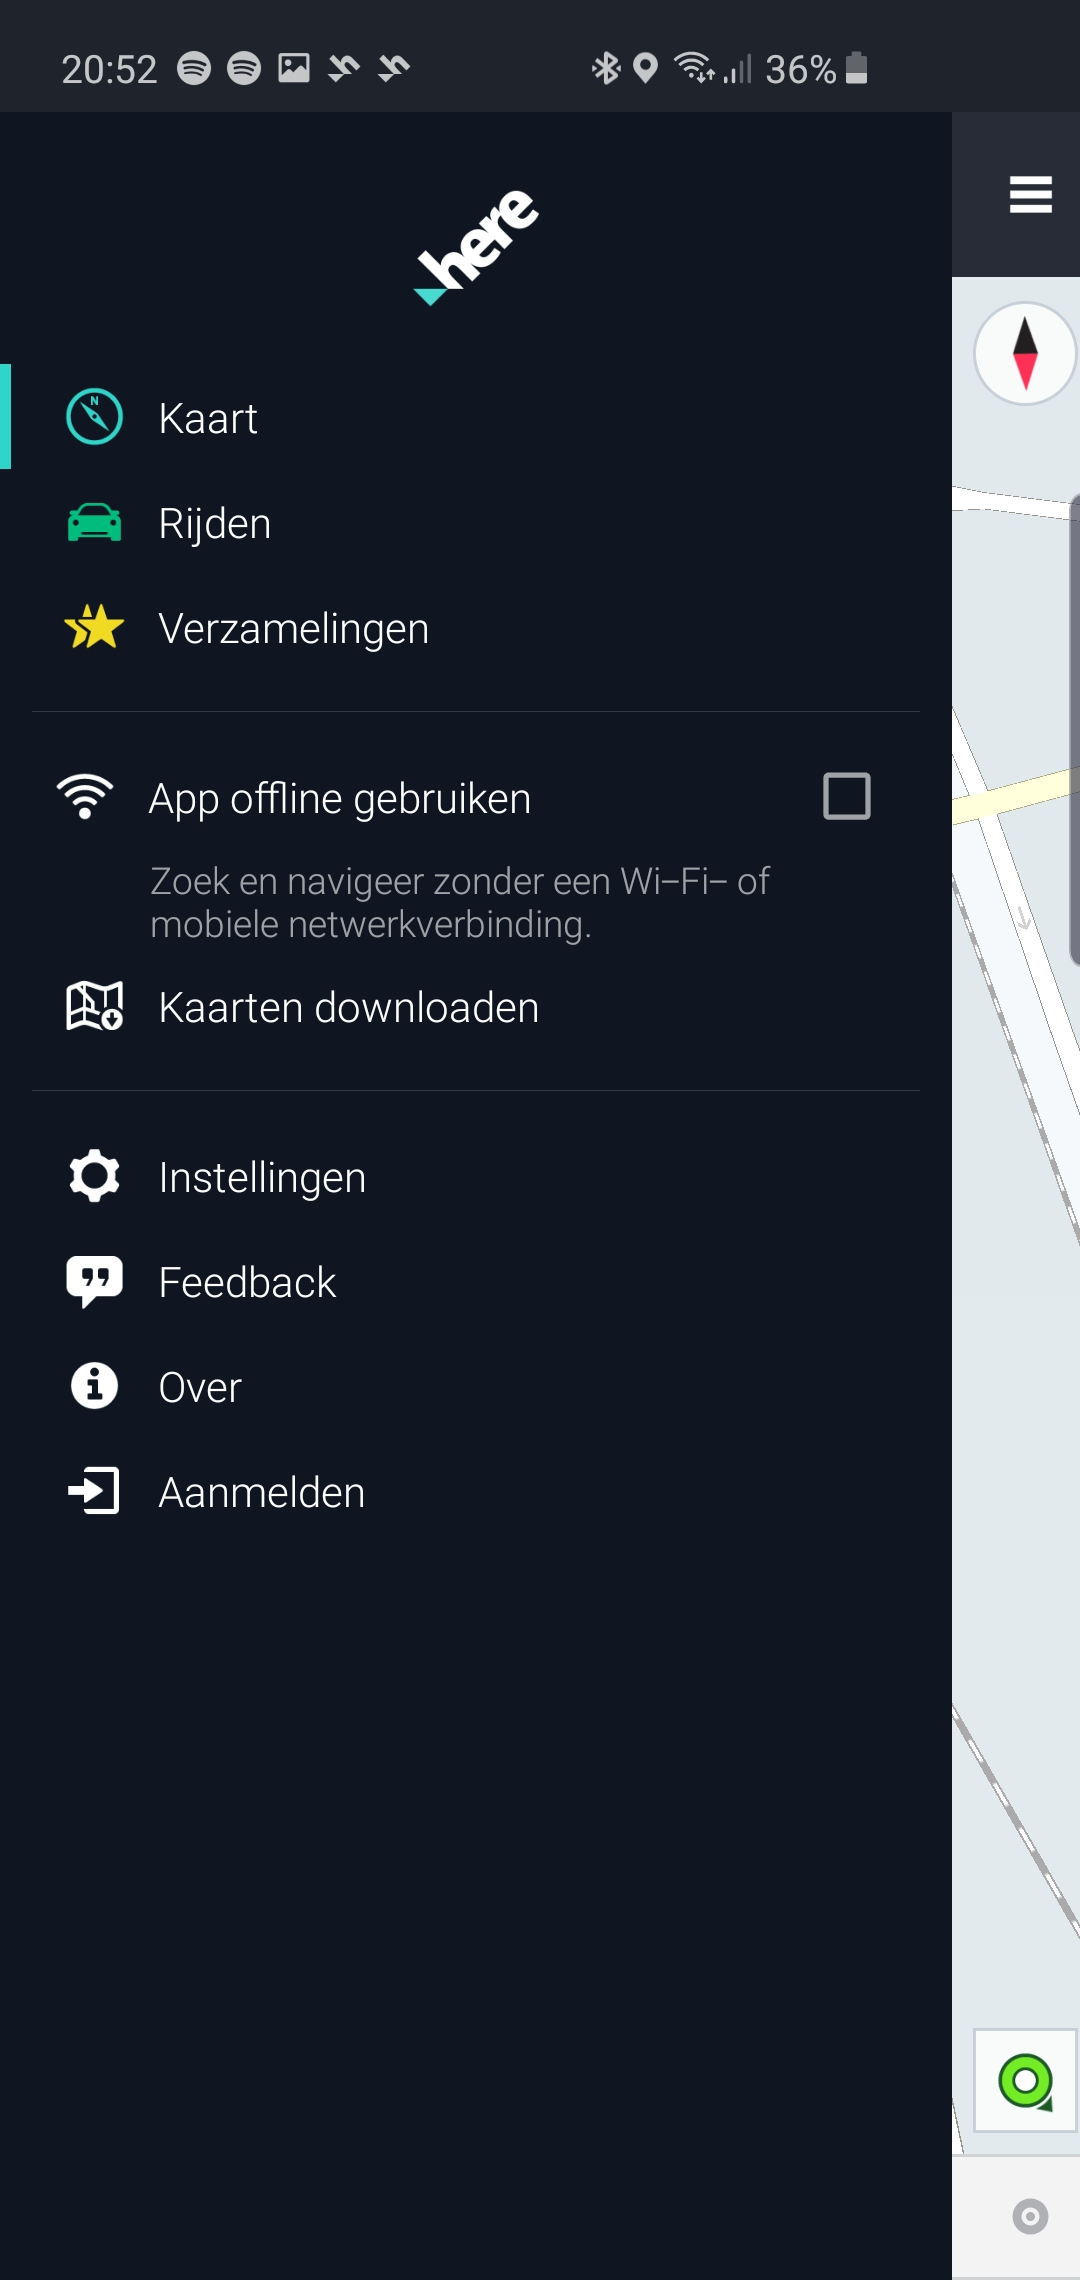 20:52
36%
here
Kaart
Rijden
Verzamelingen
App offline gebruiken
Zoek en navigeer zonder een Wi-Fi- of
mobiele netwerkverbinding.
Kaarten downloaden
Instellingen
Feedback
Over
Aanmelden